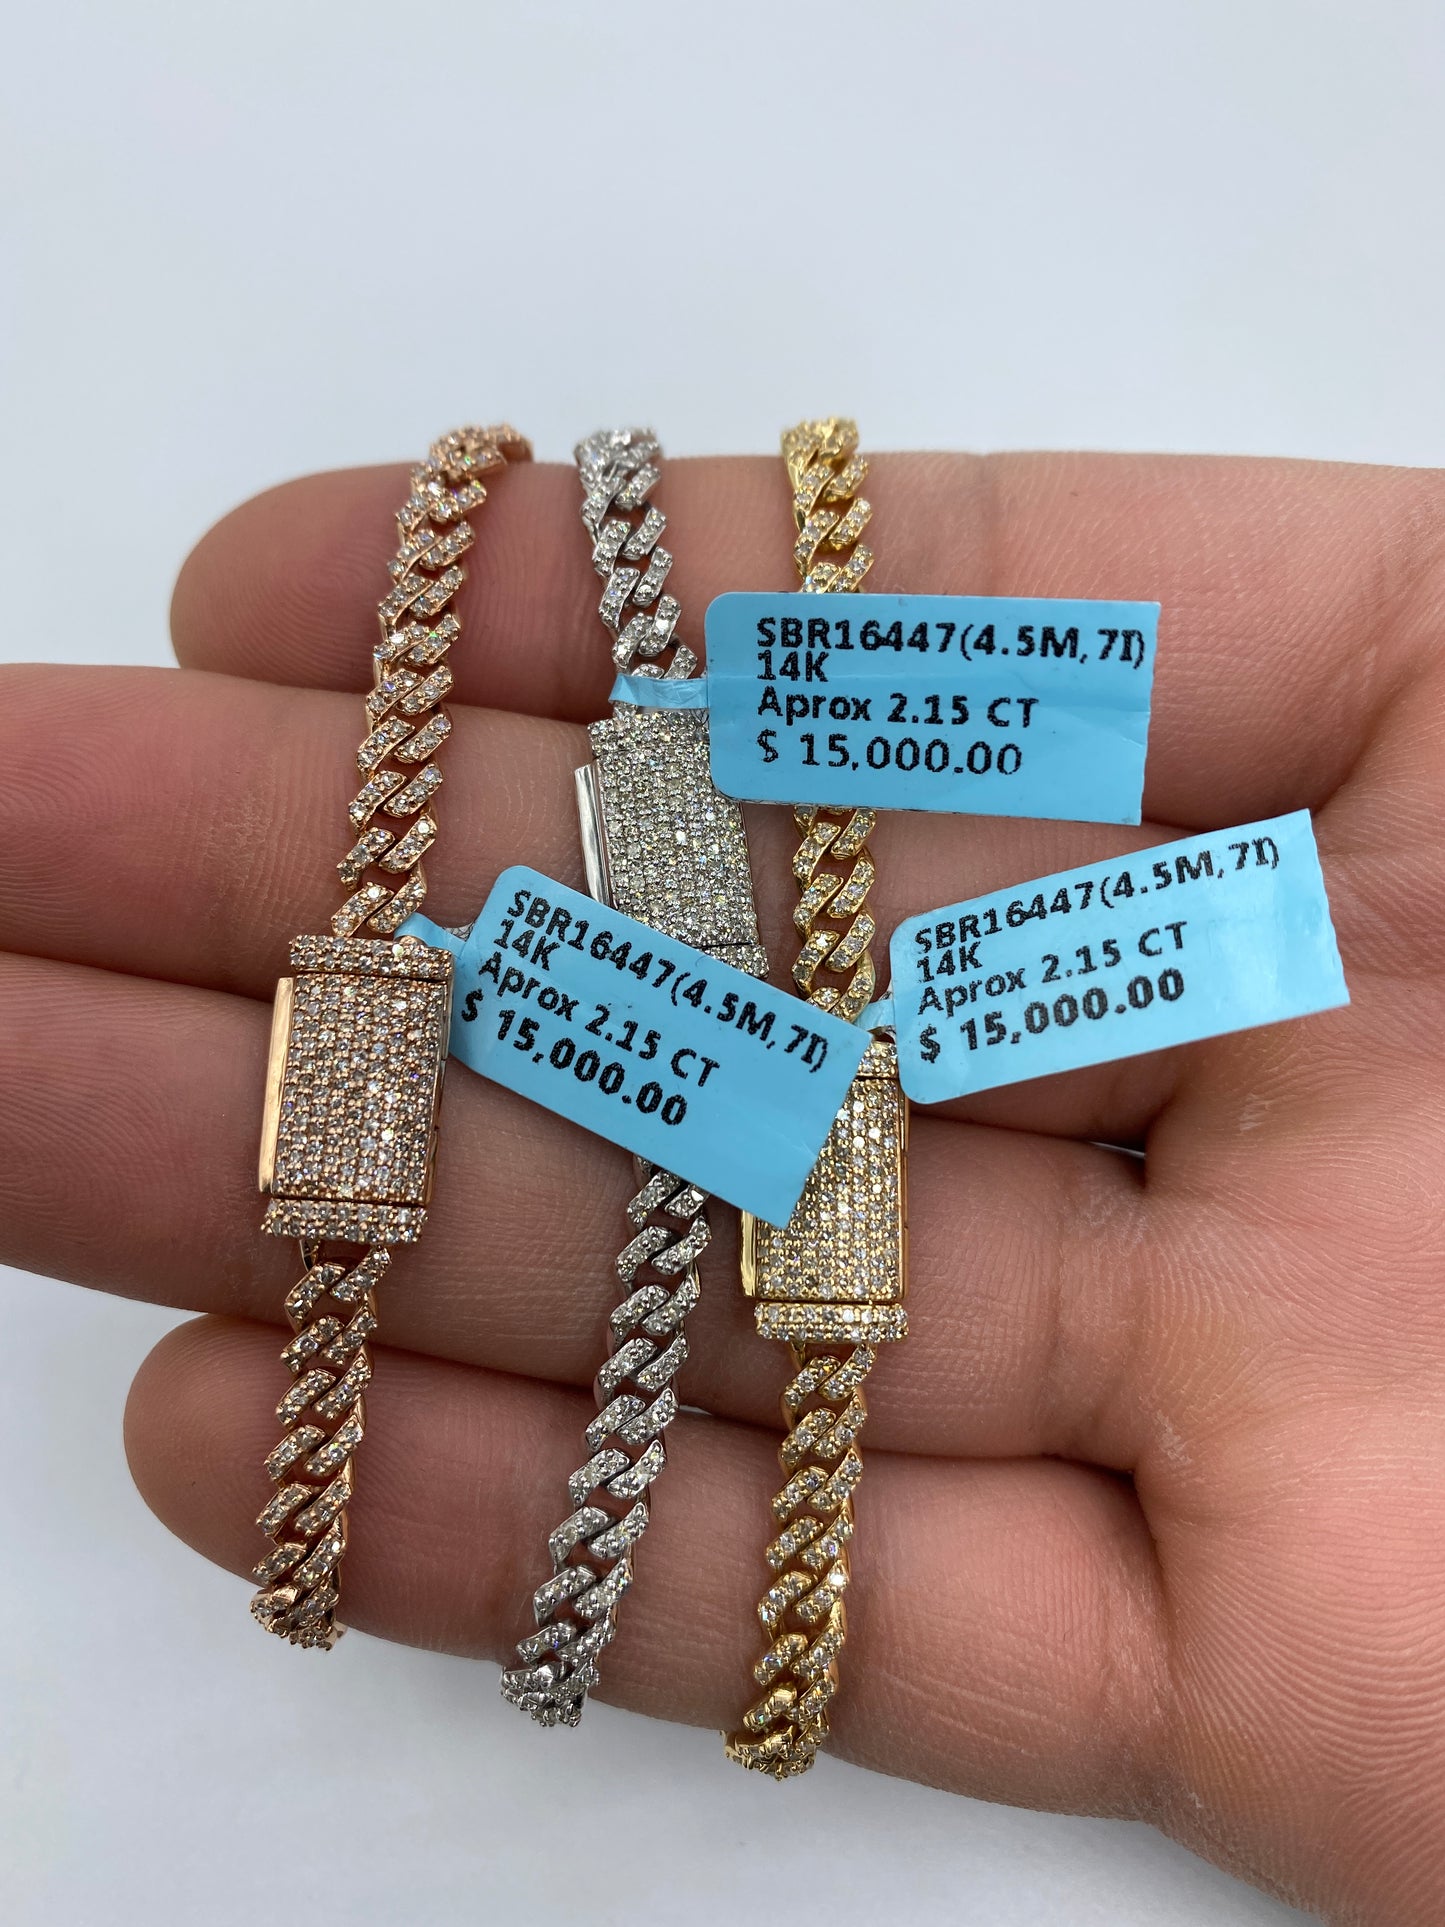 SBR16447(4.5M,7I)
14K
Aprox 2.15 CT
$ 15,000.00
SBR16447(4.5M,7I)
14K
Aprox 2.15 CT
$ 15,000.00
SBR16447(4.5M,7I)
14K
Aprox 2.15 CT
$ 15,000.00